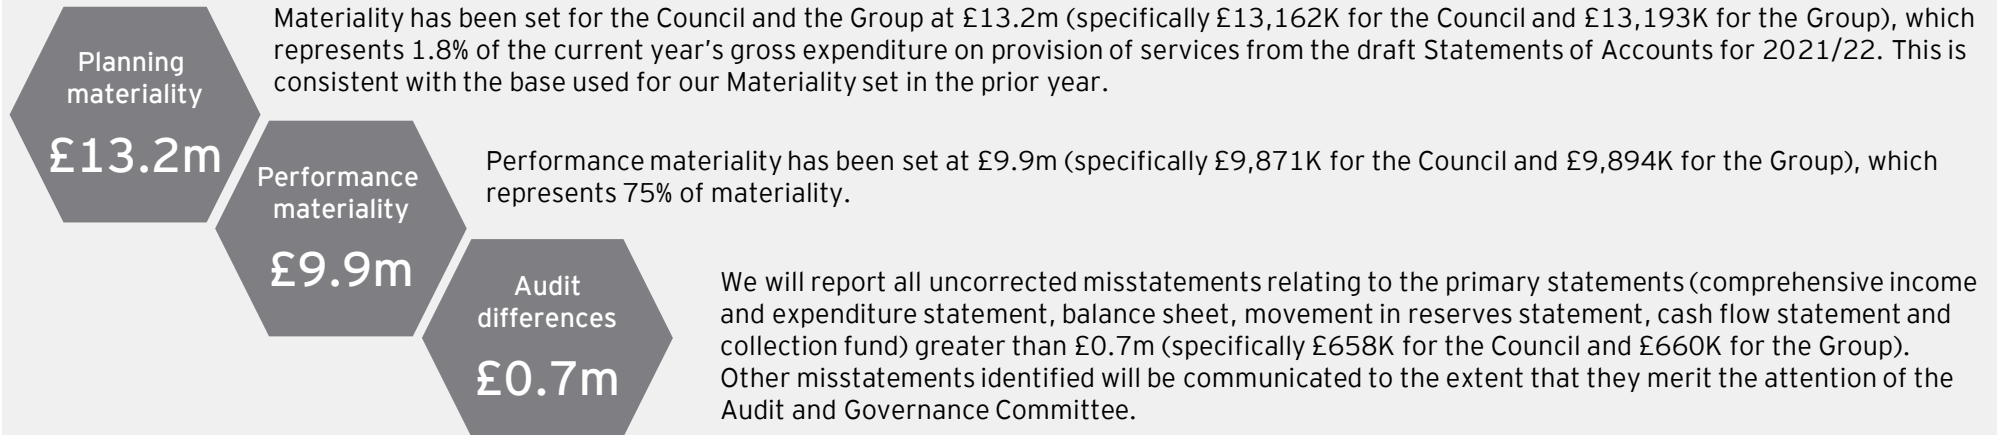 Planning
materiality
£13.2m
Materiality has been set for the Council and the Group at £13.2m (specifically £13,162K for the Council and £13,193K for the Group), which
represents 1.8% of the current year's gross expenditure on provision of services from the draft Statements of Accounts for 2021/22. This is
consistent with the base used for our Materiality set in the prior year.
Performance
materiality
£9.9m
Performance materiality has been set at £9.9m (specifically £9,871K for the Council and £9,894K for the Group), which
represents 75% of materiality.
Audit
differences
£0.7m
We will report all uncorrected misstatements relating to the primary statements (comprehensive income
and expenditure statement, balance sheet, movement in reserves statement, cash flow statement and
collection fund) greater than £0.7m (specifically £658K for the Council and £660K for the Group).
Other misstatements identified will be communicated to the extent that they merit the attention of the
Audit and Governance Committee.